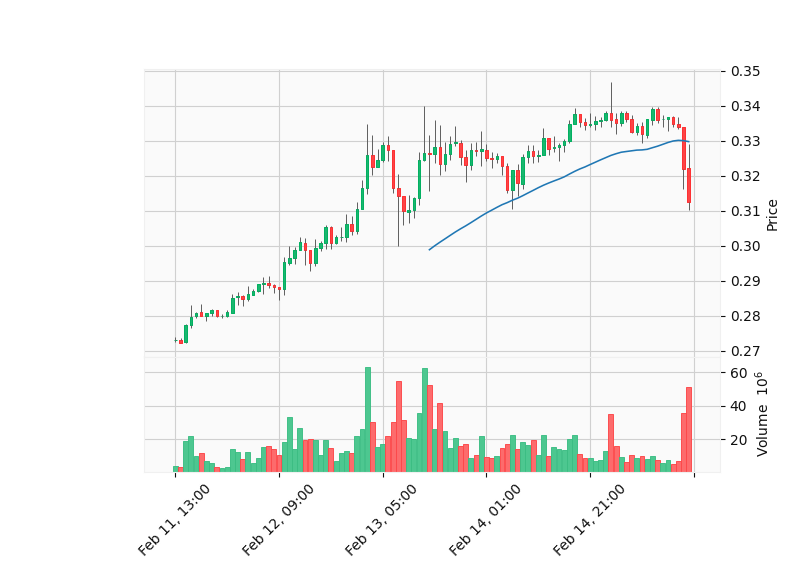 0.35
0.34
0.33
0.32
0.31
0.30
0.29
0.28
0.27
Price
60
40
20
Volume 10⁶
Feb 11, 13:00
Feb 12, 09:00
Feb 13, 05:00
Feb 14, 01:00
Feb 14, 21:00